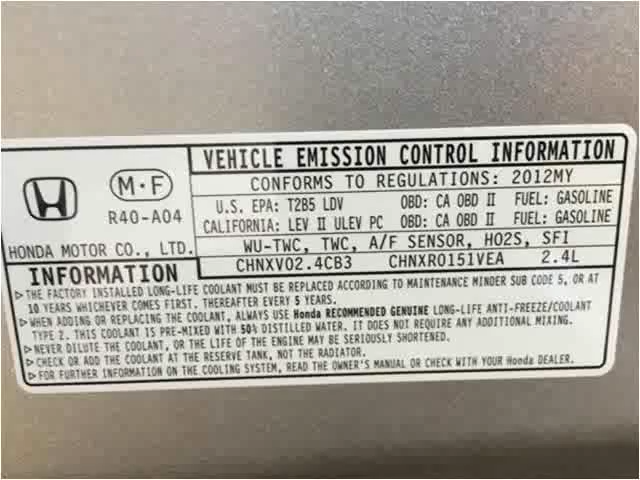 VEHICLE EMISSION CONTROL INFORMATION
M·F
R40-A04
HONDA MOTOR CO., LTD.
CONFORMS TO REGULATIONS: 2012MY
U.S. EPA: T2B5 LDV OBD: CA OBD II FUEL: GASOLINE
CALIFORNIA: LEV II ULEV PC OBD: CA OBD II FUEL: GASOLINE
WU-TWC, TWC, A/F SENSOR, HO2S, SFI
CHNXV02.4CB3 CHNXR0151VEA 2.4L
INFORMATION
▷THE FACTORY INSTALLED LONG-LIFE COOLANT MUST BE REPLACED ACCORDING TO MAINTENANCE MINDER SUB CODE 5, OR AT
10 YEARS WHICHEVER COMES FIRST. THEREAFTER EVERY 5 YEARS.
▷WHEN ADDING OR REPLACING THE COOLANT, ALWAYS USE Honda RECOMMENDED GENUINE LONG-LIFE ANTI-FREEZE/COOLANT
TYPE 2. THIS COOLANT IS PRE-MIXED WITH 50% DISTILLED WATER. IT DOES NOT REQUIRE ANY ADDITIONAL MIXING.
▷NEVER DILUTE THE COOLANT, OR THE LIFE OF THE ENGINE MAY BE SERIOUSLY SHORTENED.
▷CHECK OR ADD THE COOLANT AT THE RESERVE TANK, NOT THE RADIATOR.
▷FOR FURTHER INFORMATION ON THE COOLING SYSTEM, READ THE OWNER'S MANUAL OR CHECK WITH YOUR Honda DEALER.